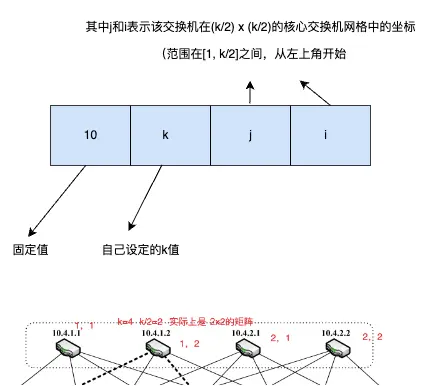 其中j和i表示该交换机在(k/2) x (k/2)的核心交换机网格中的坐标
（范围在[1, k/2]之间，从左上角开始
10 k j i
固定值 自己设定的k值
k=4 k/2=2 实际上是 2x2的矩阵
10.4.1.1 10.4.1.2 10.4.2.1 10.4.2.2
1，1 1，2 2，1 2，2